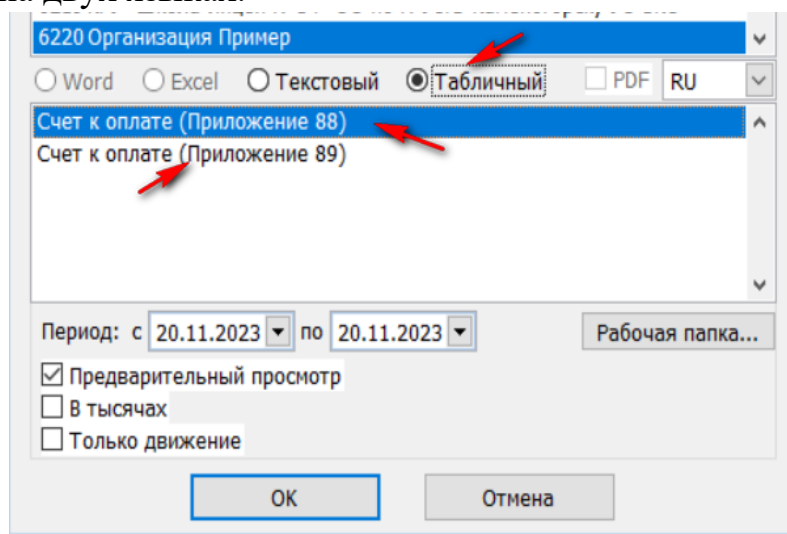 6220 Организация Пример
Word Excel Текстовый Табличный PDF RU
Счет к оплате (Приложение 88)
Счет к оплате (Приложение 89)
Период: с 20.11.2023 по 20.11.2023 Рабочая папка...
Предварительный просмотр
В тысячах
Только движение
ОК Отмена